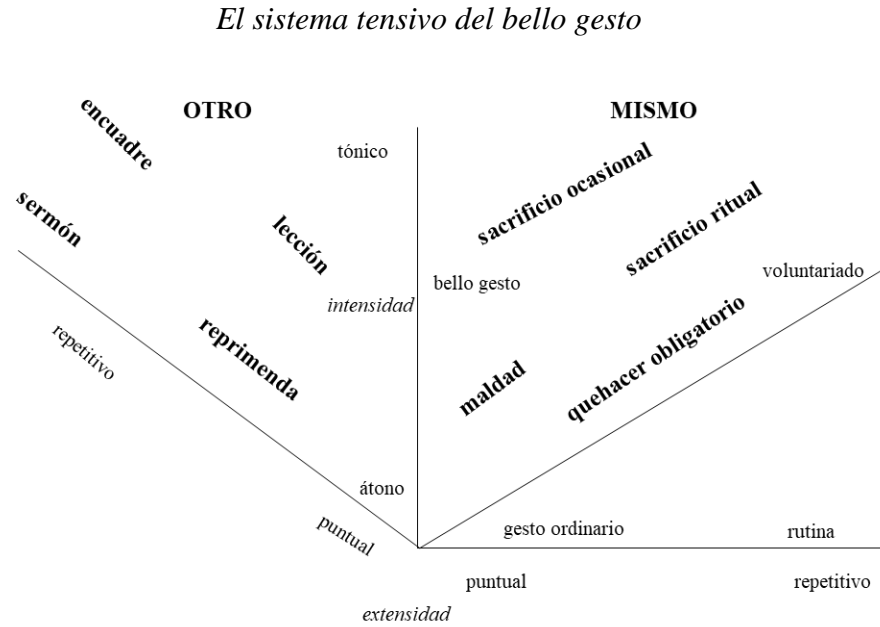 El sistema tensivo del bello gesto
OTRO
MISMO
encuadre
tónico
sacrificio ocasional
sermón
lección
sacrificio ritual
voluntariado
bello gesto
intensidad
repetitivo
reprimenda
maldad
quehacer obligatorio
átono
puntual
gesto ordinario
rutina
puntual
repetitivo
extensidad